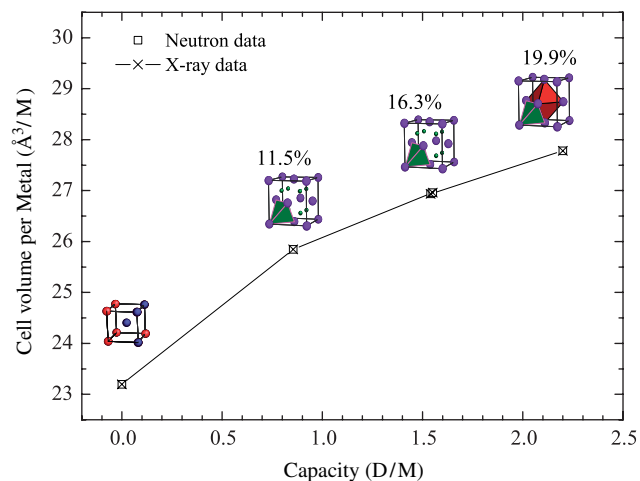 30
29
28
27
26
25
24
23
Cell volume per Metal (Å³/M)
Neutron data
X-ray data
11.5%
16.3%
19.9%
0.0 0.5 1.0 1.5 2.0 2.5
Capacity (D/M)